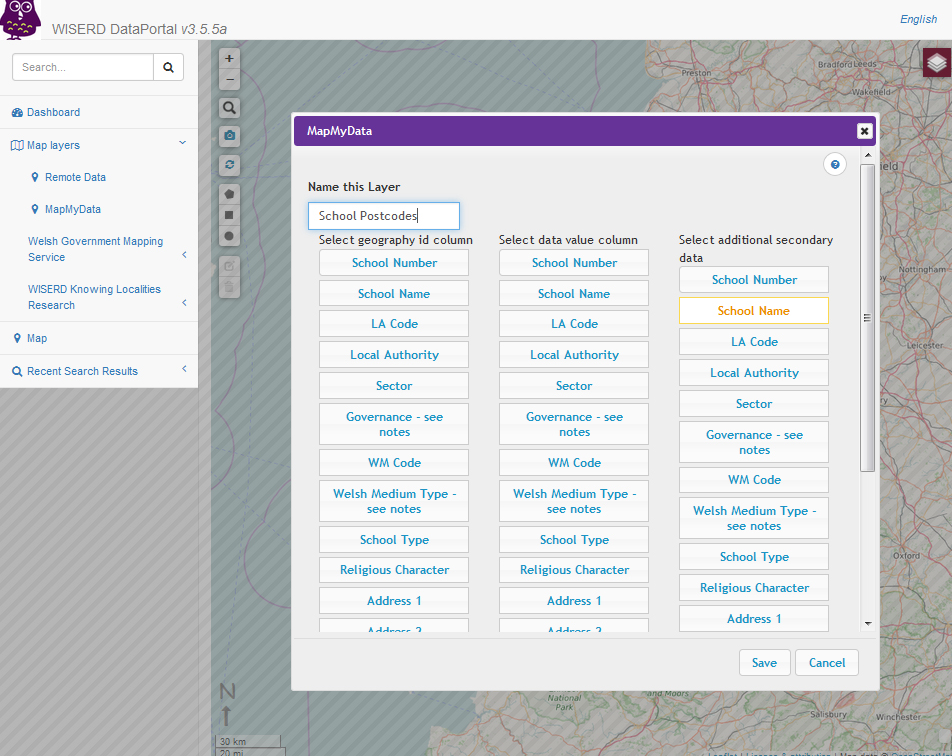 WISERD DataPortal v3.5.5a
English
Search...
Dashboard
Map layers
Remote Data
MapMyData
Welsh Government Mapping
Service
WISERD Knowing Localities
Research
Map
Recent Search Results
+
−
Preston
Bradford
Leeds
Wakefield
MapMyData
?
Name this Layer
School Postcodes
Select geography id column
School Number
School Name
LA Code
Local Authority
Sector
Governance - see
notes
WM Code
Welsh Medium Type -
see notes
School Type
Religious Character
Address 1
Address 2
Select data value column
School Number
School Name
LA Code
Local Authority
Sector
Governance - see
notes
WM Code
Welsh Medium Type -
see notes
School Type
Religious Character
Address 1
Address 2
Select additional secondary
data
School Number
School Name
LA Code
Local Authority
Sector
Governance - see
notes
WM Code
Welsh Medium Type -
see notes
School Type
Religious Character
Address 1
Save
Cancel
Nottingham
Leicester
Oxford
National
Park
and Moors
Salisbury
Winchester
N
30 km
20 mi